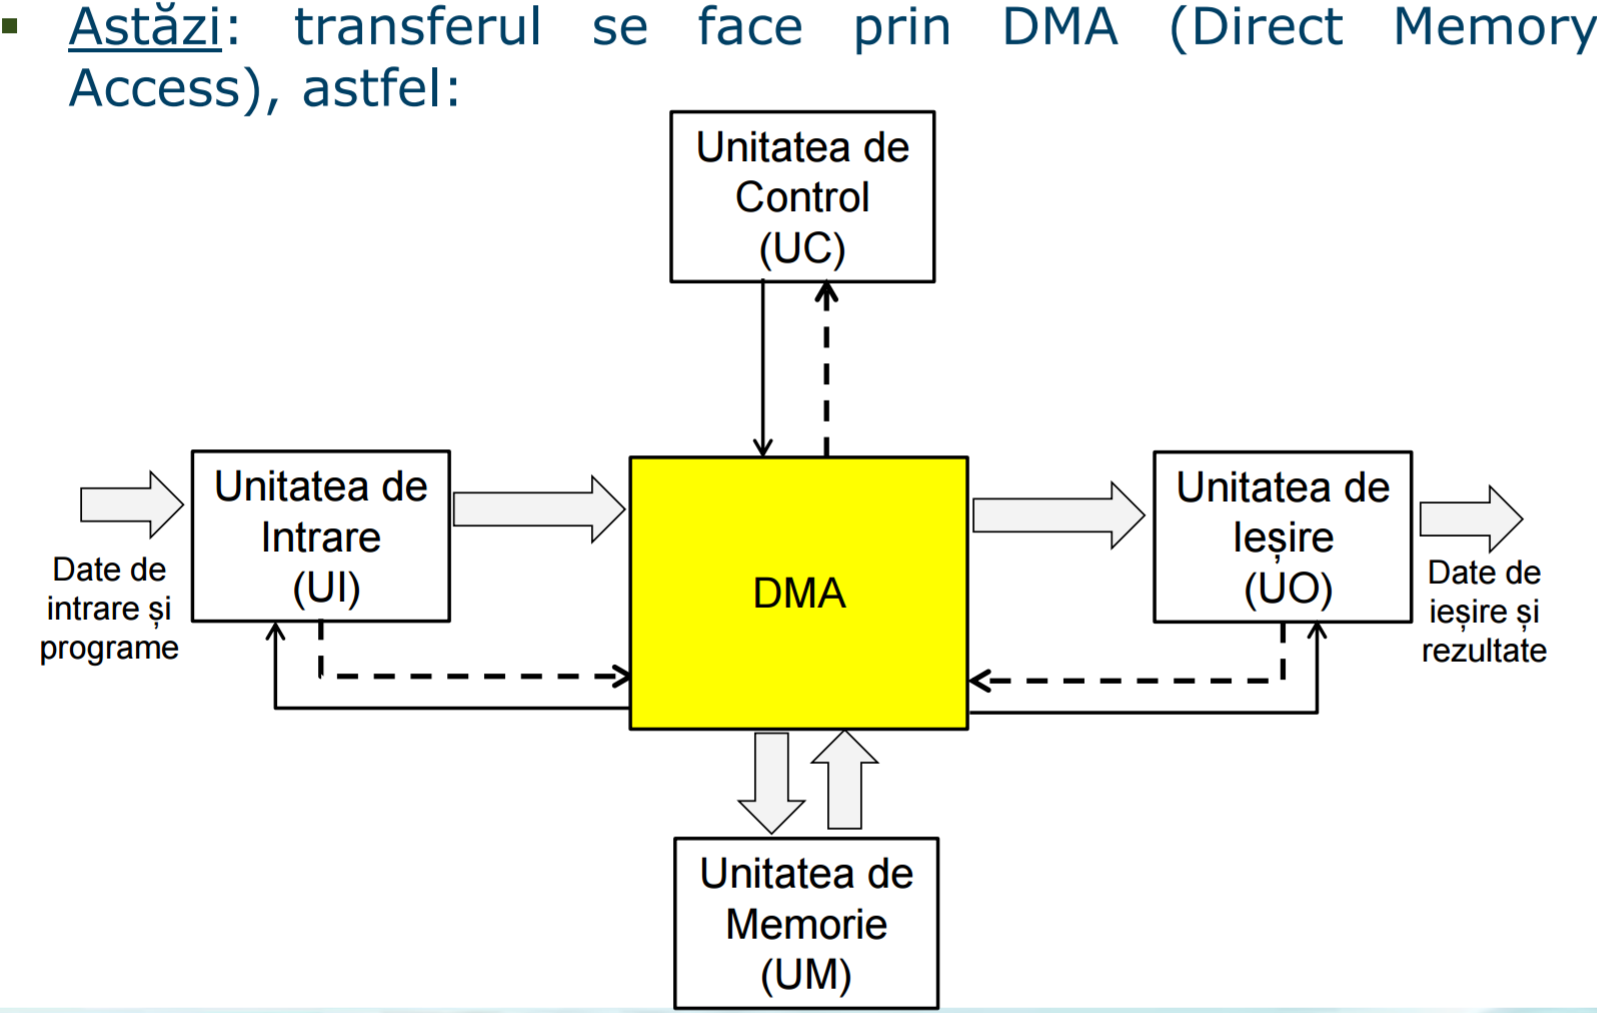 Astăzi: transferul se face prin DMA (Direct Memory
Access), astfel:
Unitatea de
Control
(UC)
Unitatea de
Intrare
(UI)
Date de
intrare și
programe
DMA
Unitatea de
Ieșire
(UO)
Date de
ieșire și
rezultate
Unitatea de
Memorie
(UM)